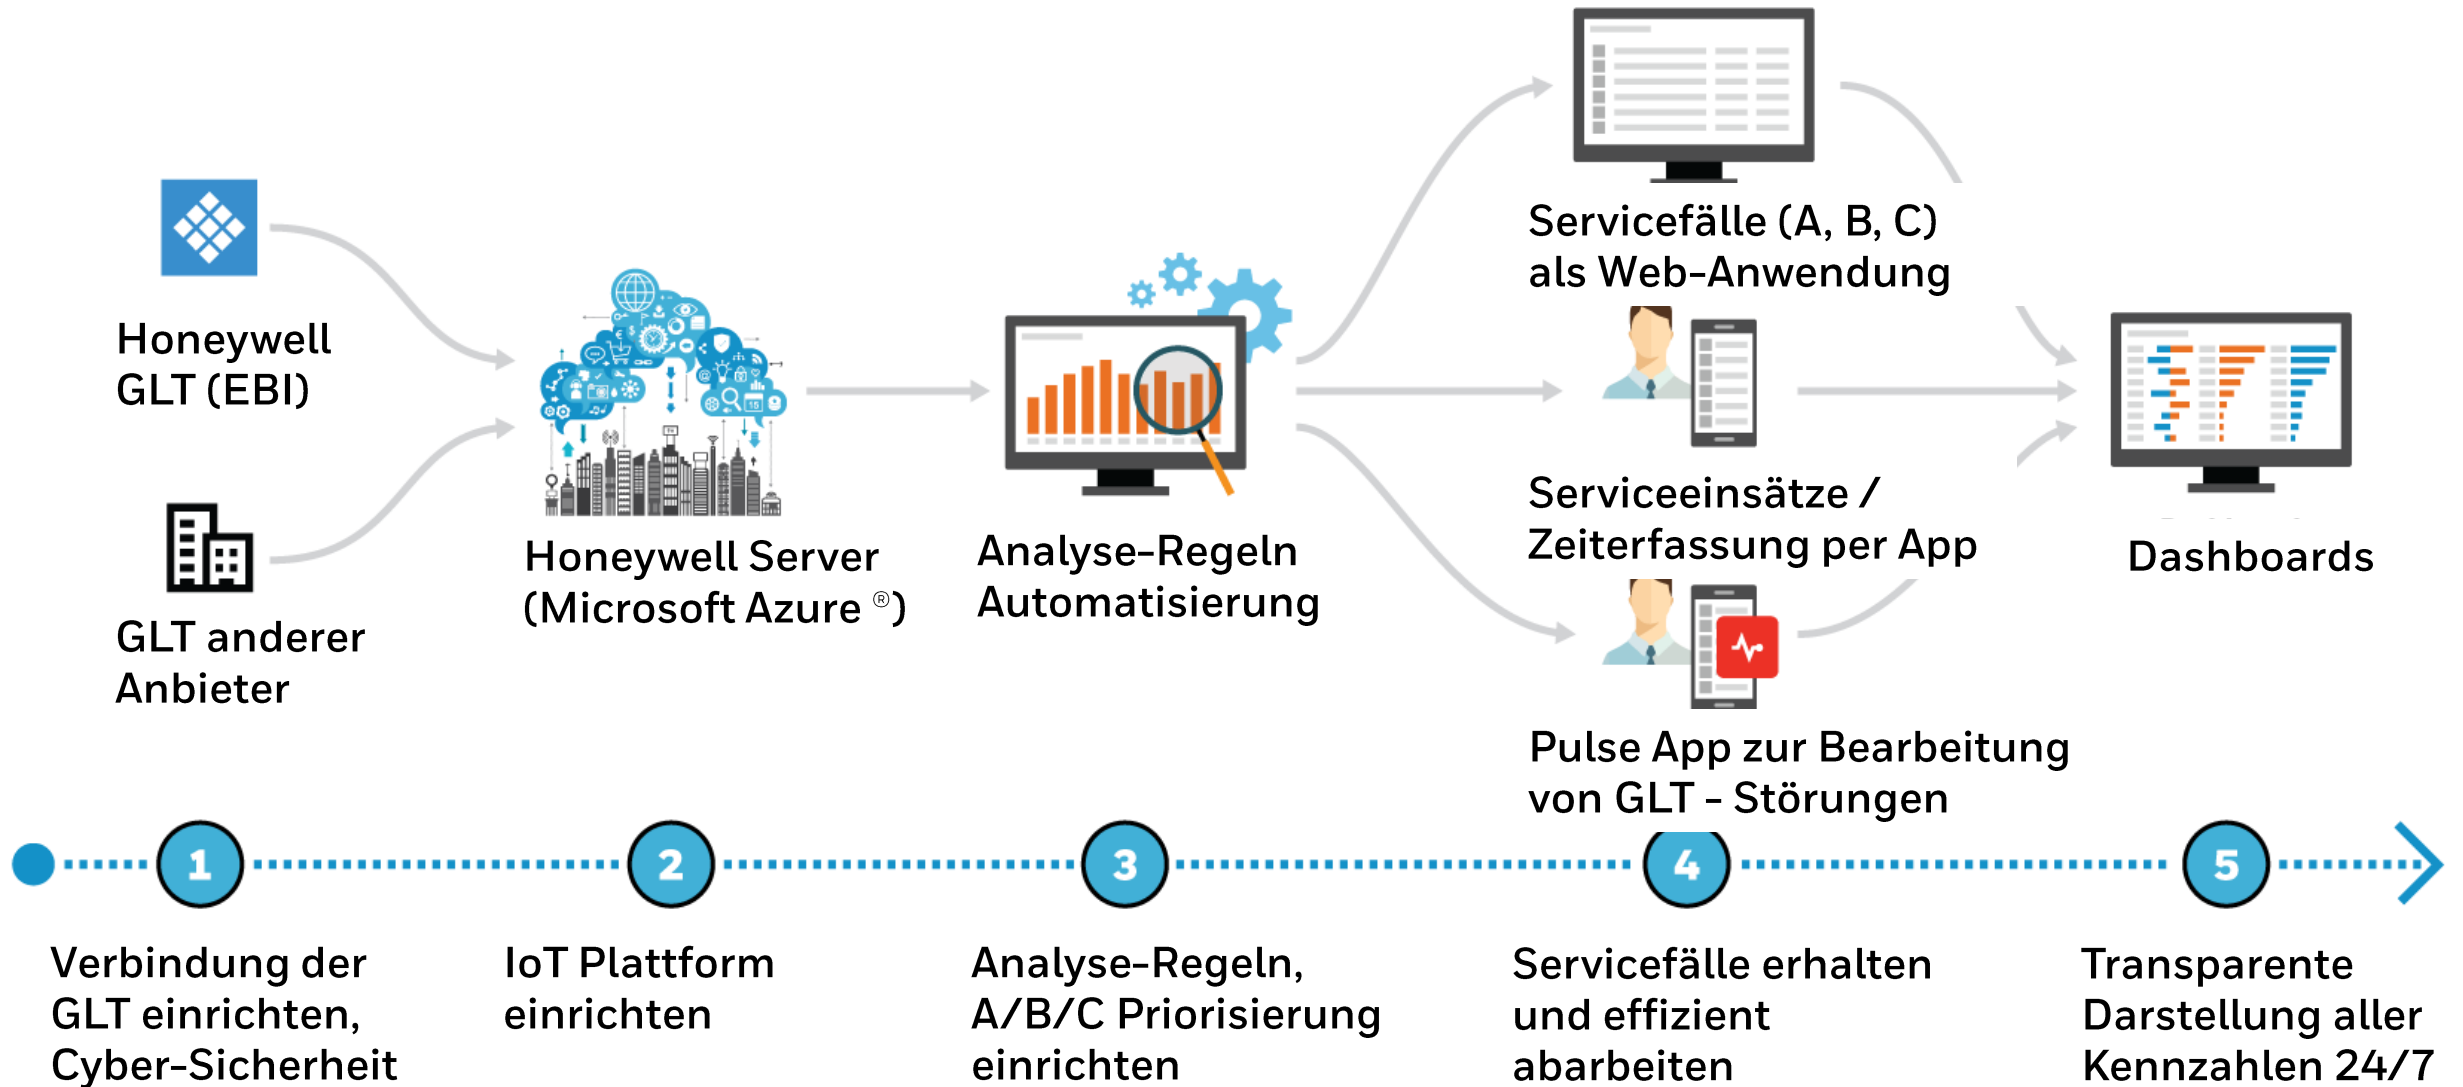 Honeywell
GLT (EBI)
GLT anderer
Anbieter
Honeywell Server
(Microsoft Azure ®)
Analyse-Regeln
Automatisierung
Servicefälle (A, B, C)
als Web-Anwendung
Serviceeinsätze /
Zeiterfassung per App
Pulse App zur Bearbeitung
von GLT - Störungen
Dashboards
1
2
3
4
5
Verbindung der
GLT einrichten,
Cyber-Sicherheit
IoT Plattform
einrichten
Analyse-Regeln,
A/B/C Priorisierung
einrichten
Servicefälle erhalten
und effizient
abarbeiten
Transparente
Darstellung aller
Kennzahlen 24/7